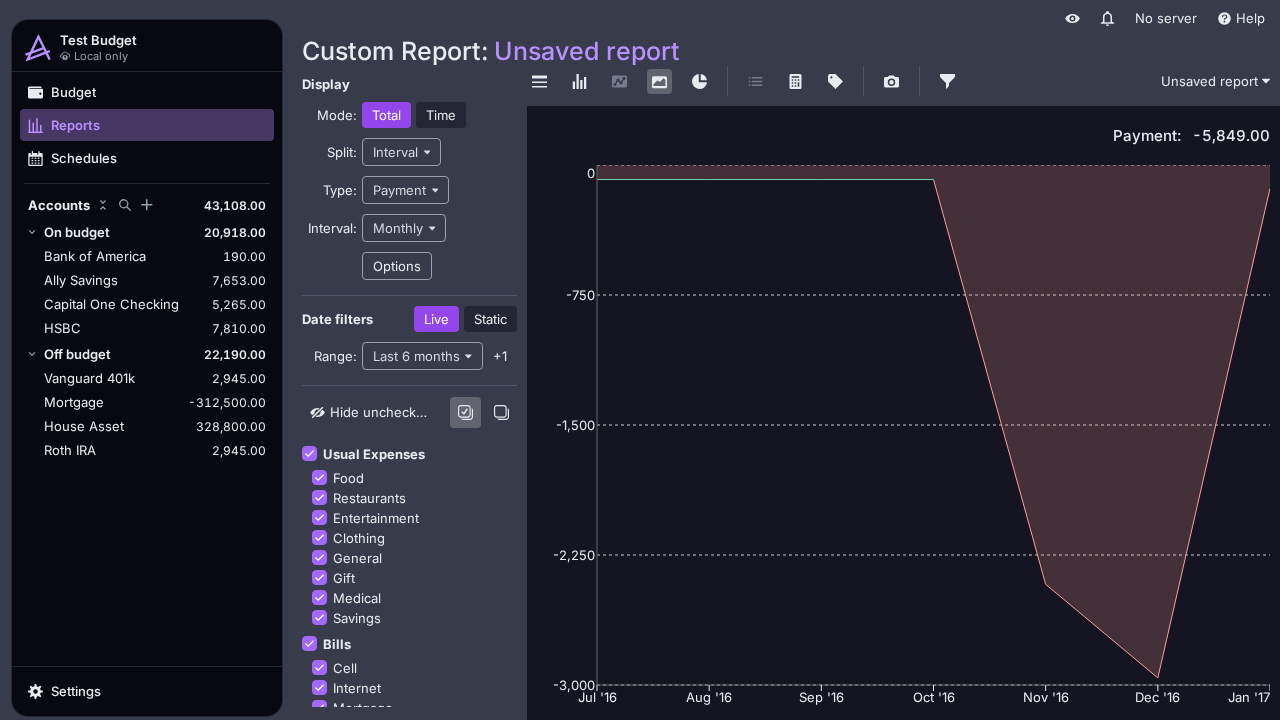 Test Budget
Local only
Budget
Reports
Schedules
Accounts 43,108.00
On budget 20,918.00
Bank of America 190.00
Ally Savings 7,653.00
Capital One Checking 5,265.00
HSBC 7,810.00
Off budget 22,190.00
Vanguard 401k 2,945.00
Mortgage -312,500.00
House Asset 328,800.00
Roth IRA 2,945.00
Settings
No server Help
Custom Report: Unsaved report
Display
Mode: Total Time
Split: Interval
Type: Payment
Interval: Monthly
Options
Date filters Live Static
Range: Last 6 months +1
Hide uncheck...
Usual Expenses
Food
Restaurants
Entertainment
Clothing
General
Gift
Medical
Savings
Bills
Cell
Internet
Mortgage
Unsaved report
Payment: -5,849.00
0
-750
-1,500
-2,250
-3,000
Jul '16 Aug '16 Sep '16 Oct '16 Nov '16 Dec '16 Jan '17